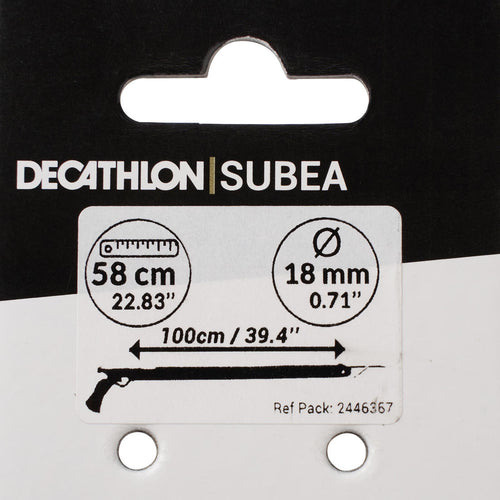 DECATHLON | SUBEA
58 cm
22.83''
Ø
18 mm
0.71''
100cm / 39.4''
Ref Pack: 2446367